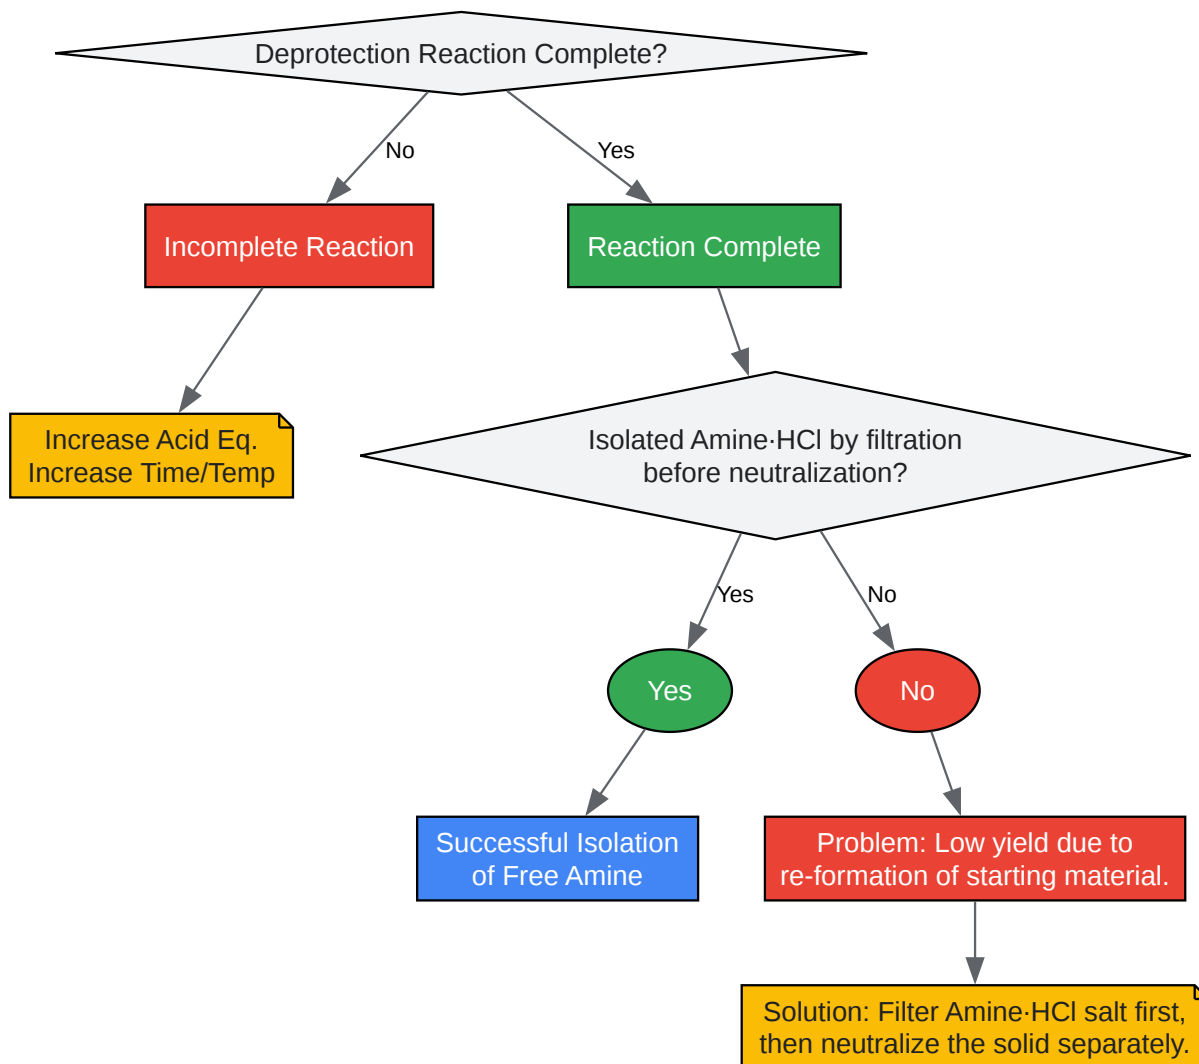 Deprotection Reaction Complete?
No
Yes
Incomplete Reaction
Reaction Complete
Increase Acid Eq.
Increase Time/Temp
Isolated Amine·HCl by filtration
before neutralization?
Yes
No
Yes
No
Successful Isolation
of Free Amine
Problem: Low yield due to
re-formation of starting material.
Solution: Filter Amine·HCl salt first,
then neutralize the solid separately.